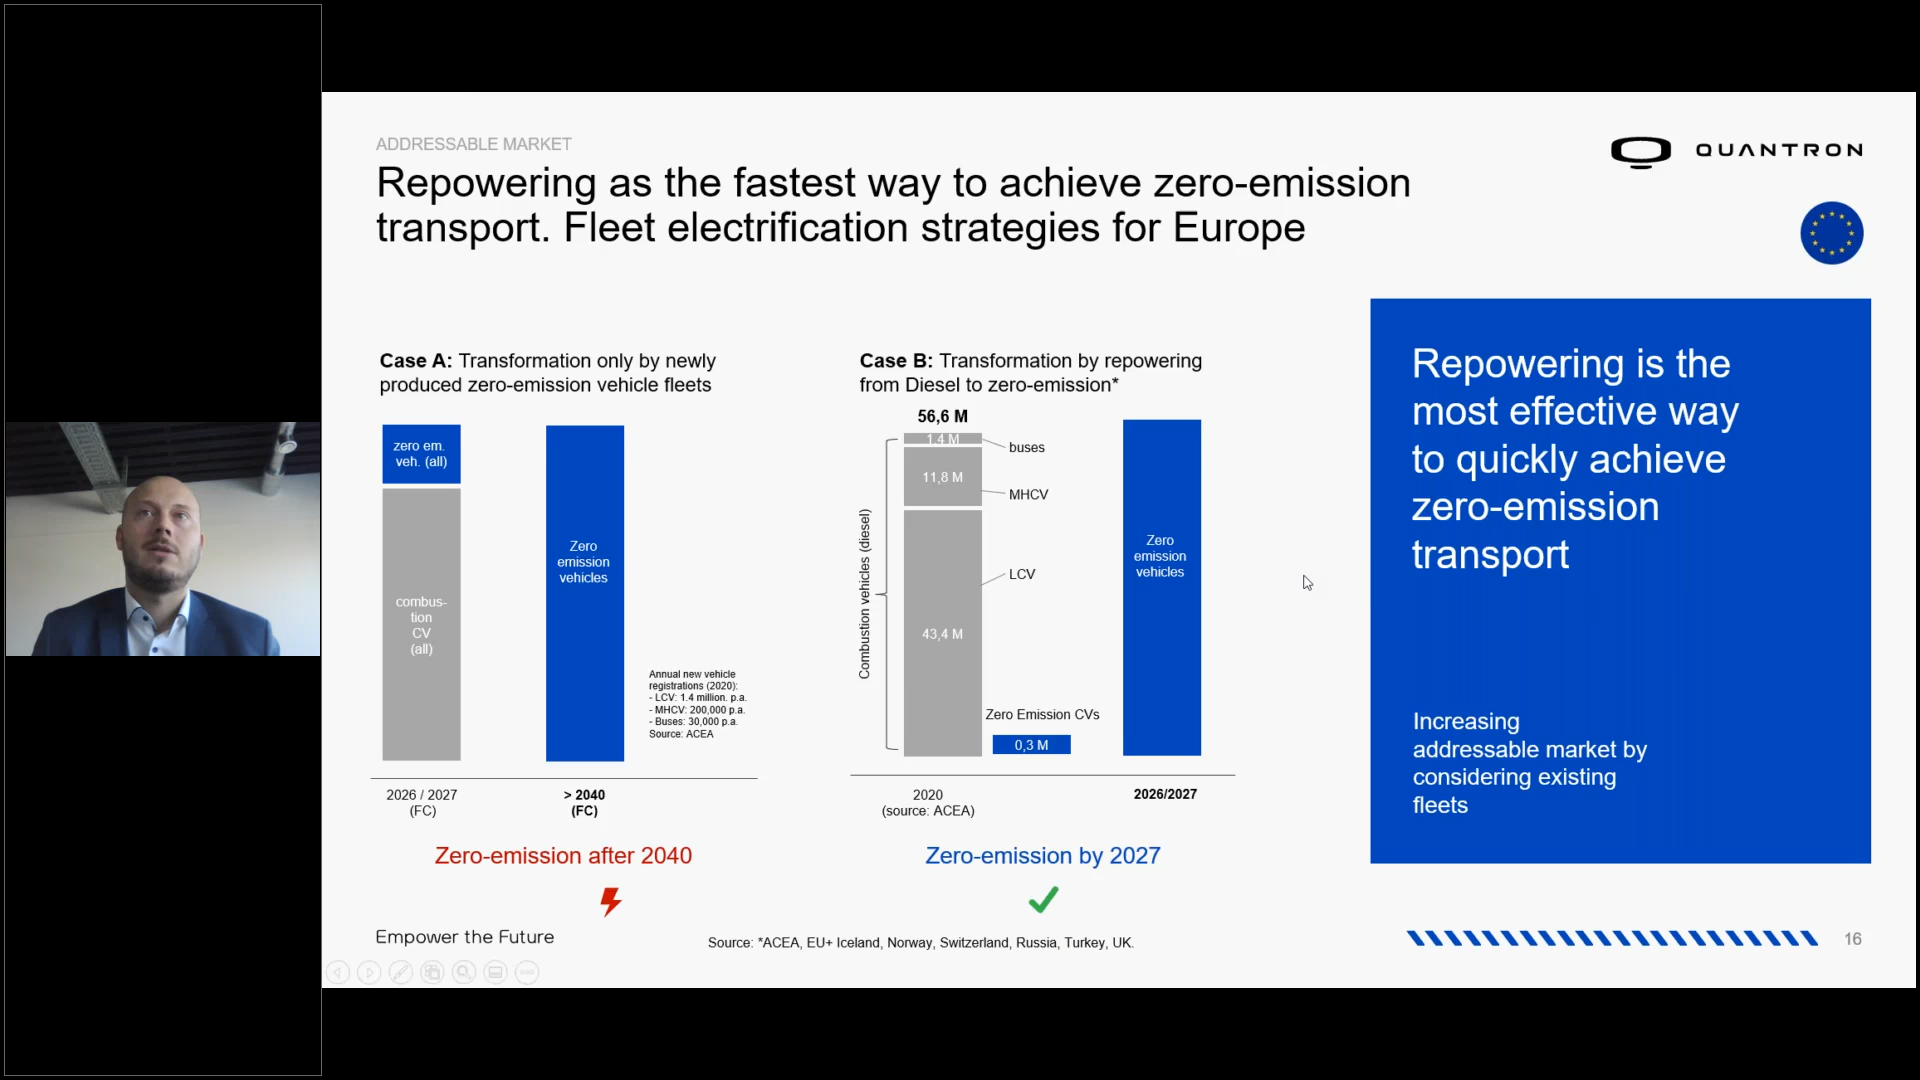 ADDRESSABLE MARKET
Repowering as the fastest way to achieve zero-emission
transport. Fleet electrification strategies for Europe
QUANTRON
Case A: Transformation only by newly
produced zero-emission vehicle fleets
zero em.
veh. (all)
combus-
tion
CV
(all)
Zero
emission
vehicles
Annual new vehicle
registrations (2020):
- LCV: 1.4 million. p.a.
- MHCV: 200,000 p.a.
- Buses: 30,000 p.a.
Source: ACEA
2026 / 2027
(FC)
> 2040
(FC)
Zero-emission after 2040
Case B: Transformation by repowering
from Diesel to zero-emission*
56,6 M
1.4 M
buses
11,8 M
MHCV
LCV
43,4 M
Combustion vehicles (diesel)
Zero Emission CVs
0,3 M
Zero
emission
vehicles
2020
(source: ACEA)
2026/2027
Zero-emission by 2027
Repowering is the
most effective way
to quickly achieve
zero-emission
transport
Increasing
addressable market by
considering existing
fleets
Empower the Future
Source: *ACEA, EU+ Iceland, Norway, Switzerland, Russia, Turkey, UK.
16